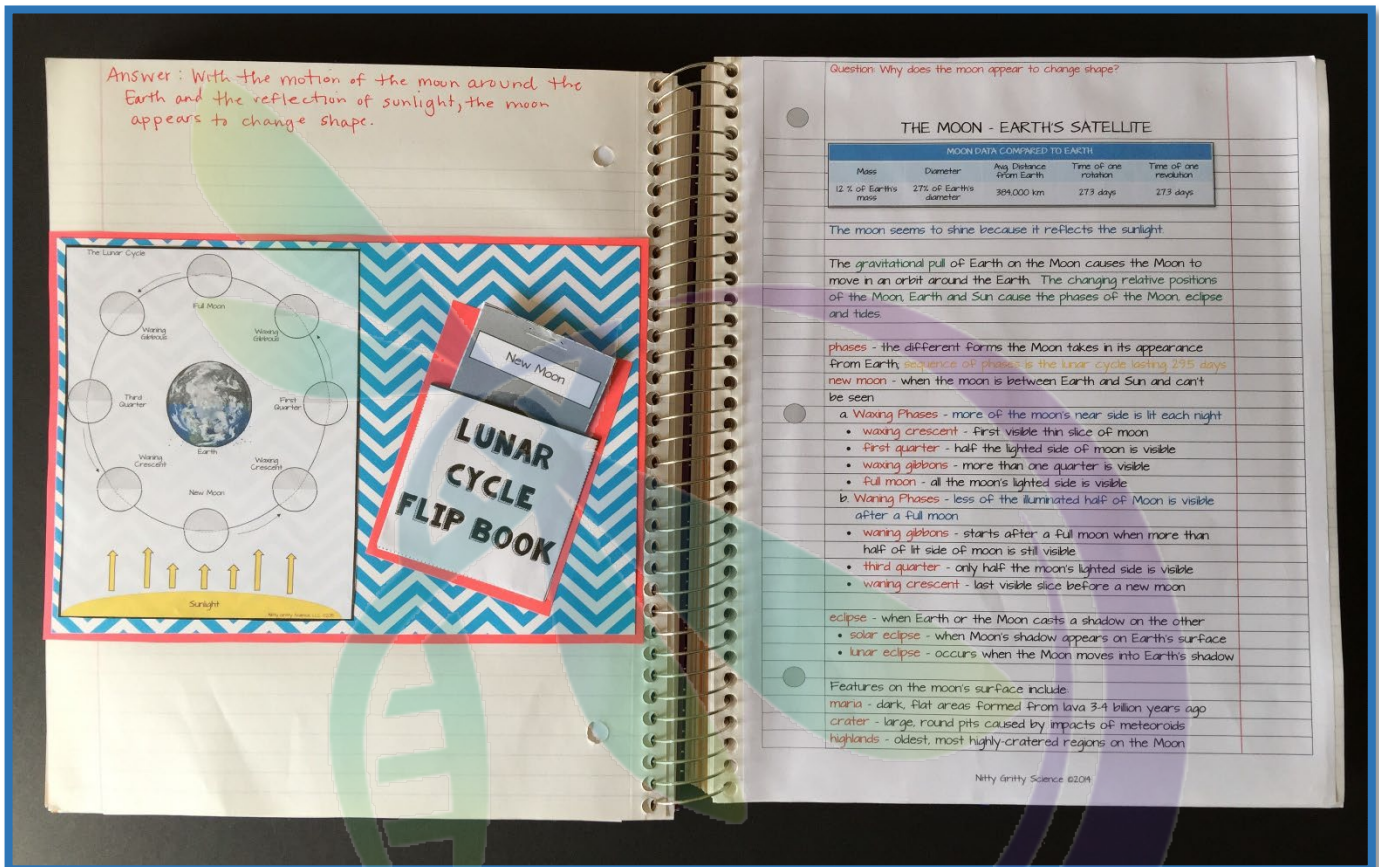 Answer: With the motion of the moon around the
Earth and the reflection of sunlight, the moon
appears to change shape.
The Lunar Cycle
Full Moon
Waning
Gibbous
Waxing
Gibbous
Third
Quarter
First
Quarter
Earth
Waning
Crescent
Waxing
Crescent
New Moon
Sunlight
Nitty Gritty Science, LLC ©2014
New Moon
LUNAR
CYCLE
FLIP BOOK
Question: Why does the moon appear to change shape?
THE MOON - EARTH'S SATELLITE
MOON DATA COMPARED TO EARTH
Mass
Diameter
Avg. Distance
from Earth
Time of one
rotation
Time of one
revolution
12 % of Earth's
mass
27% of Earth's
diameter
384,000 km
27.3 days
27.3 days
The moon seems to shine because it reflects the sunlight.
The gravitational pull of Earth on the Moon causes the Moon to
move in an orbit around the Earth. The changing relative positions
of the Moon, Earth and Sun cause the phases of the Moon, eclipse
and tides.
phases - the different forms the Moon takes in its appearance
from Earth; sequence of phases is the lunar cycle lasting 29.5 days
new moon - when the moon is between Earth and Sun and can't
be seen
a. Waxing Phases - more of the moon's near side is lit each night
• waxing crescent - first visible thin slice of moon
• first quarter - half the lighted side of moon is visible
• waxing gibbons - more than one quarter is visible
• full moon - all the moon's lighted side is visible
b. Waning Phases - less of the illuminated half of Moon is visible
after a full moon
• waning gibbons - starts after a full moon when more than
half of lit side of moon is still visible
• third quarter - only half the moon's lighted side is visible
• waning crescent - last visible slice before a new moon
eclipse - when Earth or the Moon casts a shadow on the other
• solar eclipse - when Moon's shadow appears on Earth's surface
• lunar eclipse - occurs when the Moon moves into Earth's shadow
Features on the moon's surface include:
maria - dark, flat areas formed from lava 3-4 billion years ago
crater - large, round pits caused by impacts of meteoroids
highlands - oldest, most highly-cratered regions on the Moon
Nitty Gritty Science ©2014